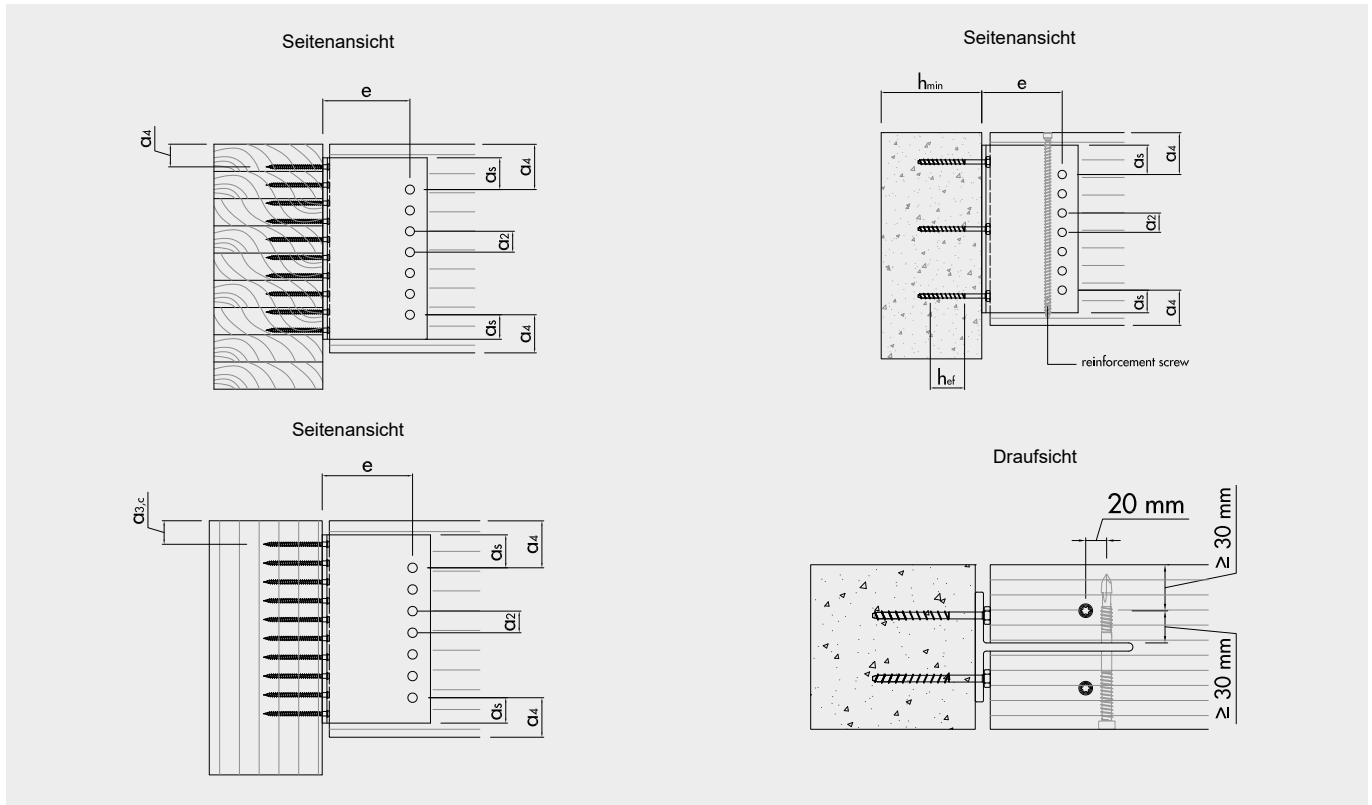 Seitenansicht
e
a4
as
a4
a2
as
a4
Seitenansicht
hmin
e
as
a4
a2
as
a4
hef
reinforcement screw
Seitenansicht
e
a3,c
as
a4
a2
as
a4
Draufsicht
20 mm
≥ 30 mm
≥ 30 mm